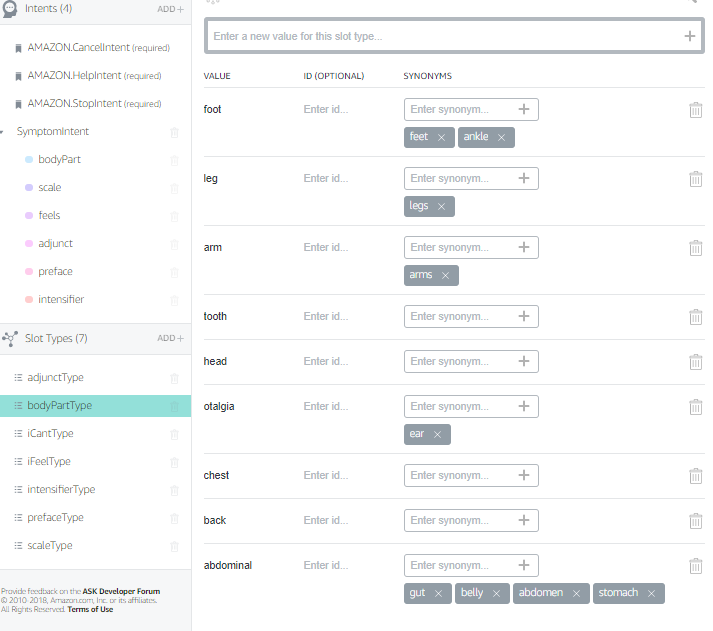 Intents (4) ADD +
AMAZON.CancelIntent (required)
AMAZON.HelpIntent (required)
AMAZON.StopIntent (required)
SymptomIntent
bodyPart
scale
feels
adjunct
preface
intensifier
Slot Types (7) ADD +
adjunctType
bodyPartType
iCantType
iFeelType
intensifierType
prefaceType
scaleType
Provide feedback on the ASK Developer Forum
© 2010-2018, Amazon.com, Inc. or its affiliates.
All Rights Reserved. Terms of Use
Enter a new value for this slot type... +
VALUE ID (OPTIONAL) SYNONYMS
foot Enter id... Enter synonym... +
feet × ankle ×
leg Enter id... Enter synonym... +
legs ×
arm Enter id... Enter synonym... +
arms ×
tooth Enter id... Enter synonym... +
head Enter id... Enter synonym... +
otalgia Enter id... Enter synonym... +
ear ×
chest Enter id... Enter synonym... +
back Enter id... Enter synonym... +
abdominal Enter id... Enter synonym... +
gut × belly × abdomen × stomach ×